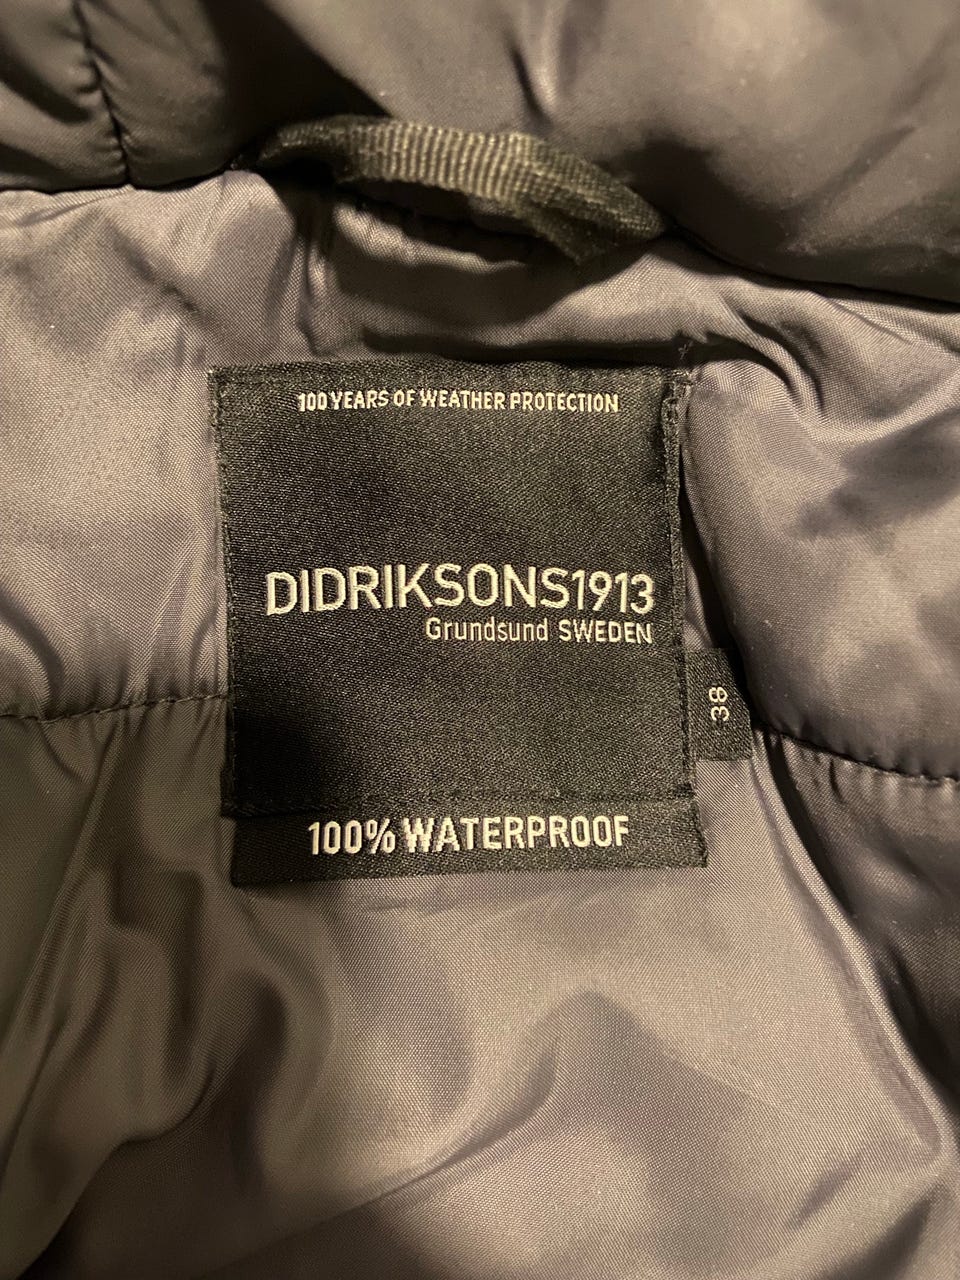 100 YEARS OF WEATHER PROTECTION
DIDRIKSONS1913
Grundsund SWEDEN
38
100% WATERPROOF